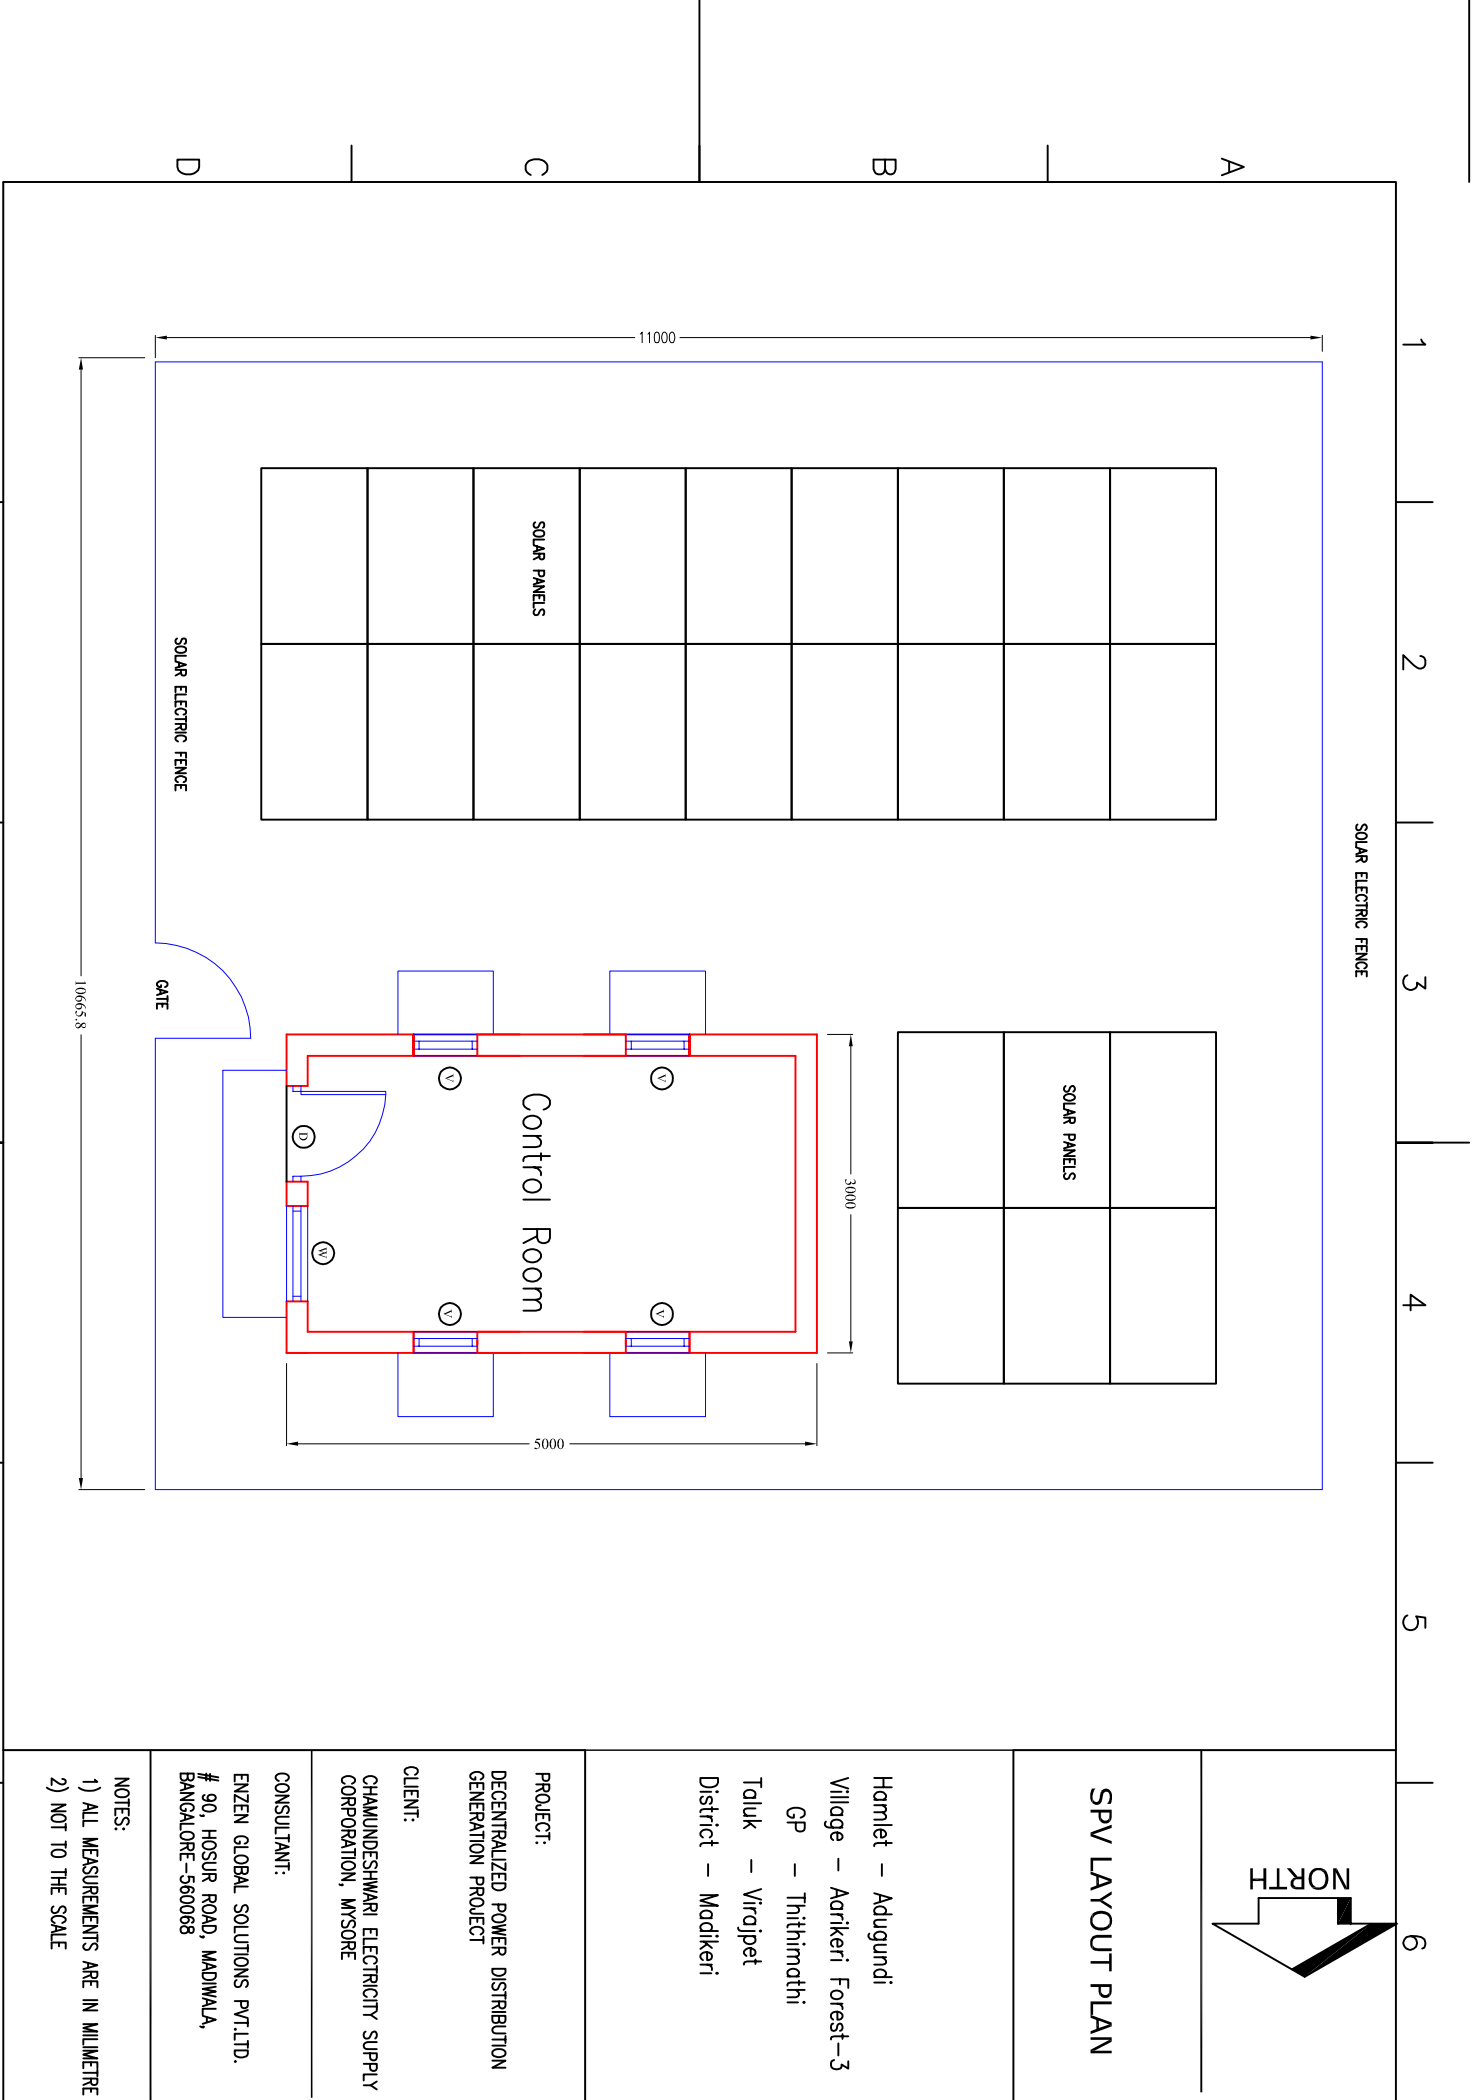 1
2
3
4
5
6
A
B
C
D
NORTH
SPV LAYOUT PLAN
Hamlet - Adugundi
Village - Aarikeri Forest-3
GP - Thithimathi
Taluk - Virajpet
District - Madikeri
PROJECT:
DECENTRALIZED POWER DISTRIBUTION
GENERATION PROJECT
CLIENT:
CHAMUNDESHWARI ELECTRICITY SUPPLY
CORPORATION, MYSORE
CONSULTANT:
ENZEN GLOBAL SOLUTIONS PVT.LTD.
# 90, HOSUR ROAD, MADIWALA,
BANGALORE-560068
NOTES:
1) ALL MEASUREMENTS ARE IN MILIMETRE
2) NOT TO THE SCALE
SOLAR ELECTRIC FENCE
11000
SOLAR PANELS
SOLAR PANELS
3000
V
V
Control Room
V
V
5000
D
W
SOLAR ELECTRIC FENCE
GATE
10665.8